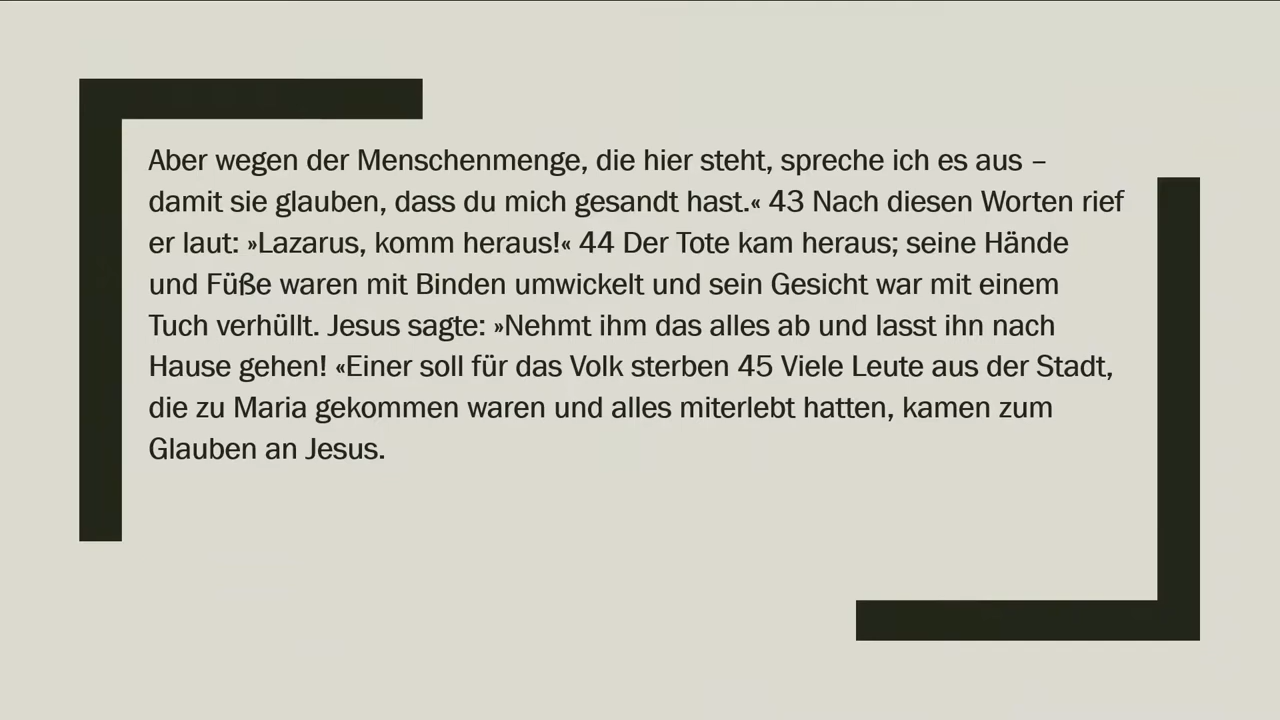 Aber wegen der Menschenmenge, die hier steht, spreche ich es aus –
damit sie glauben, dass du mich gesandt hast.« 43 Nach diesen Worten rief
er laut: »Lazarus, komm heraus!« 44 Der Tote kam heraus; seine Hände
und Füße waren mit Binden umwickelt und sein Gesicht war mit einem
Tuch verhüllt. Jesus sagte: »Nehmt ihm das alles ab und lasst ihn nach
Hause gehen! «Einer soll für das Volk sterben 45 Viele Leute aus der Stadt,
die zu Maria gekommen waren und alles miterlebt hatten, kamen zum
Glauben an Jesus.